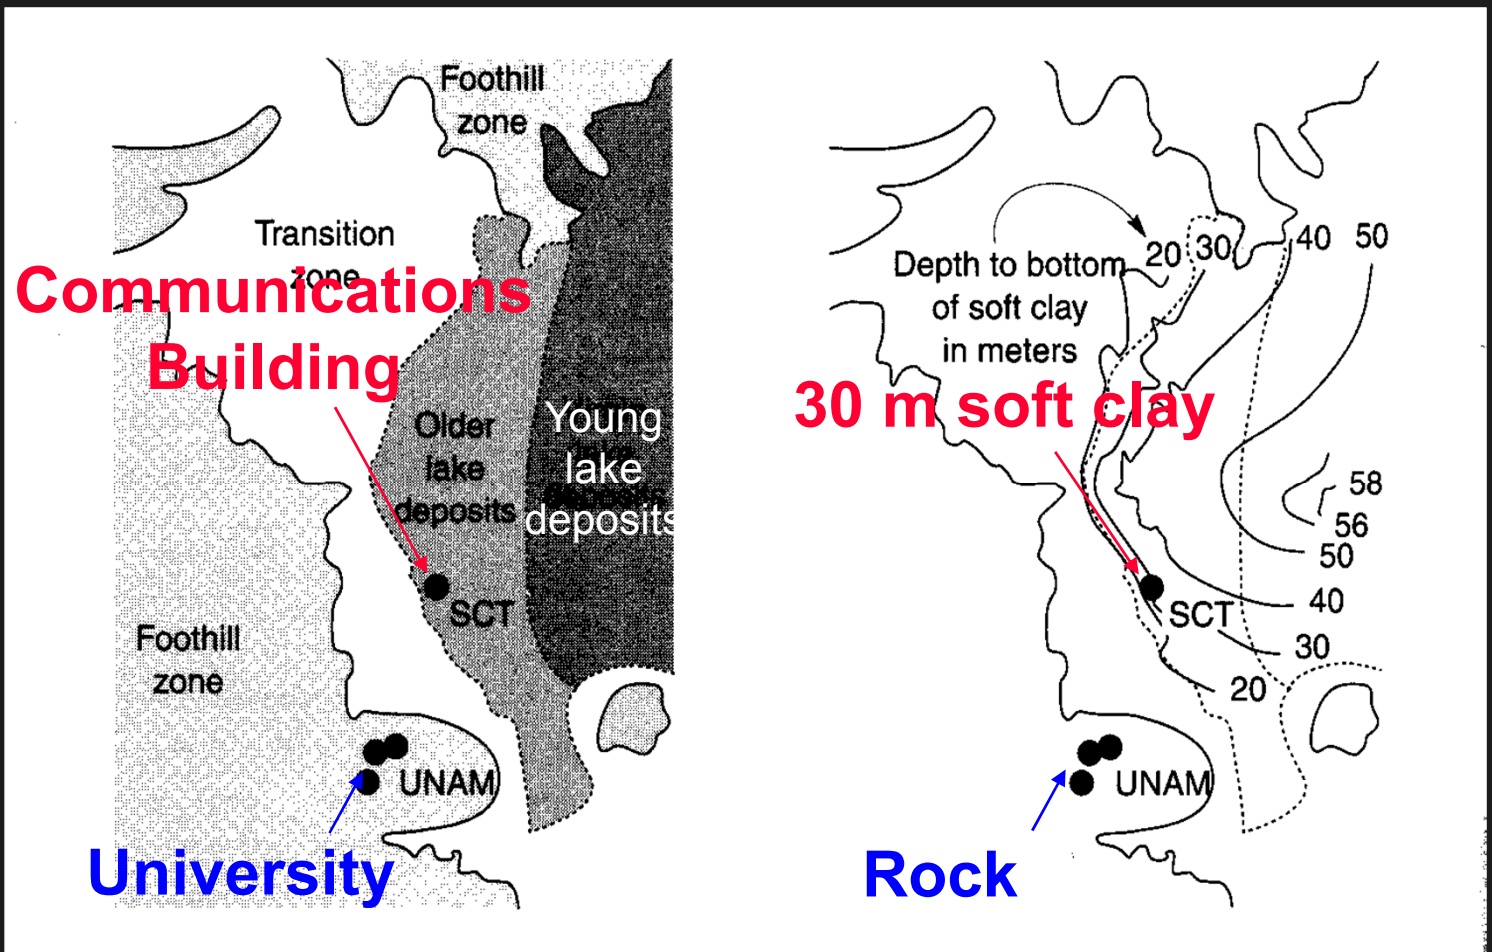 Foothill
zone
Transition
zone
Communications
Building
Older
lake
deposits
Young
lake
deposits
SCT
Foothill
zone
UNAM
University
Depth to bottom
of soft clay
in meters
20
30
40
50
30 m soft clay
58
56
50
40
SCT
30
20
UNAM
Rock